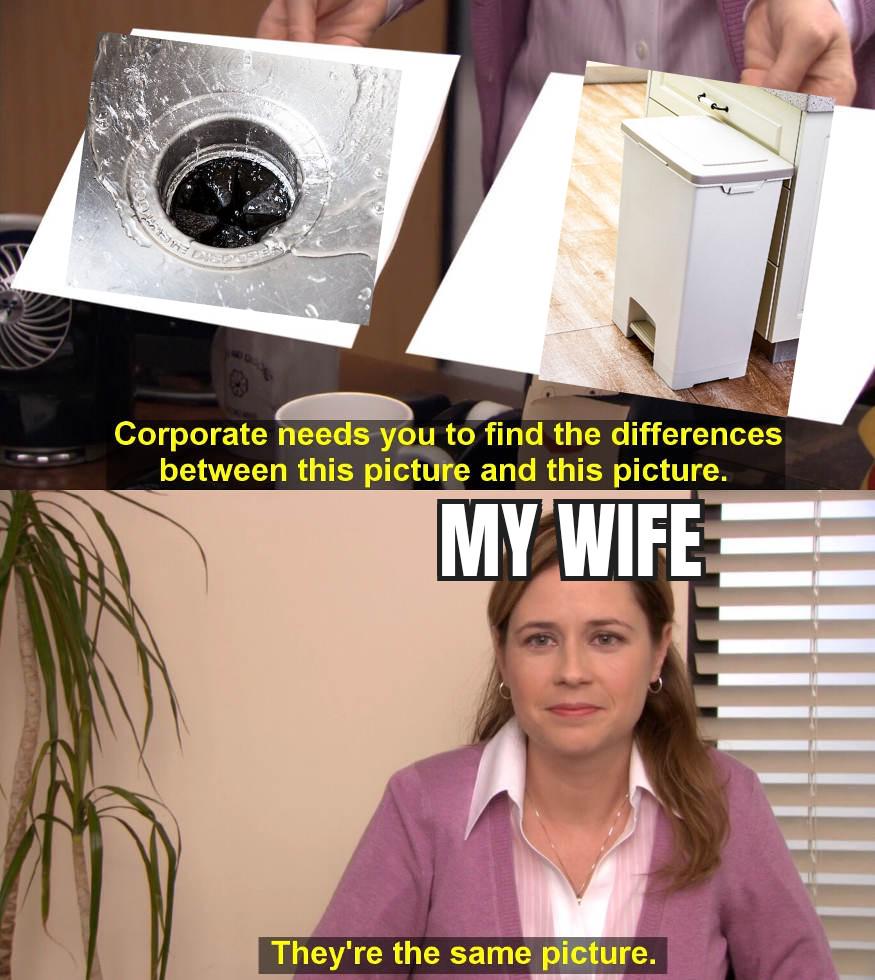 Corporate needs you to find the differences
between this picture and this picture.
MY WIFE
They're the same picture.